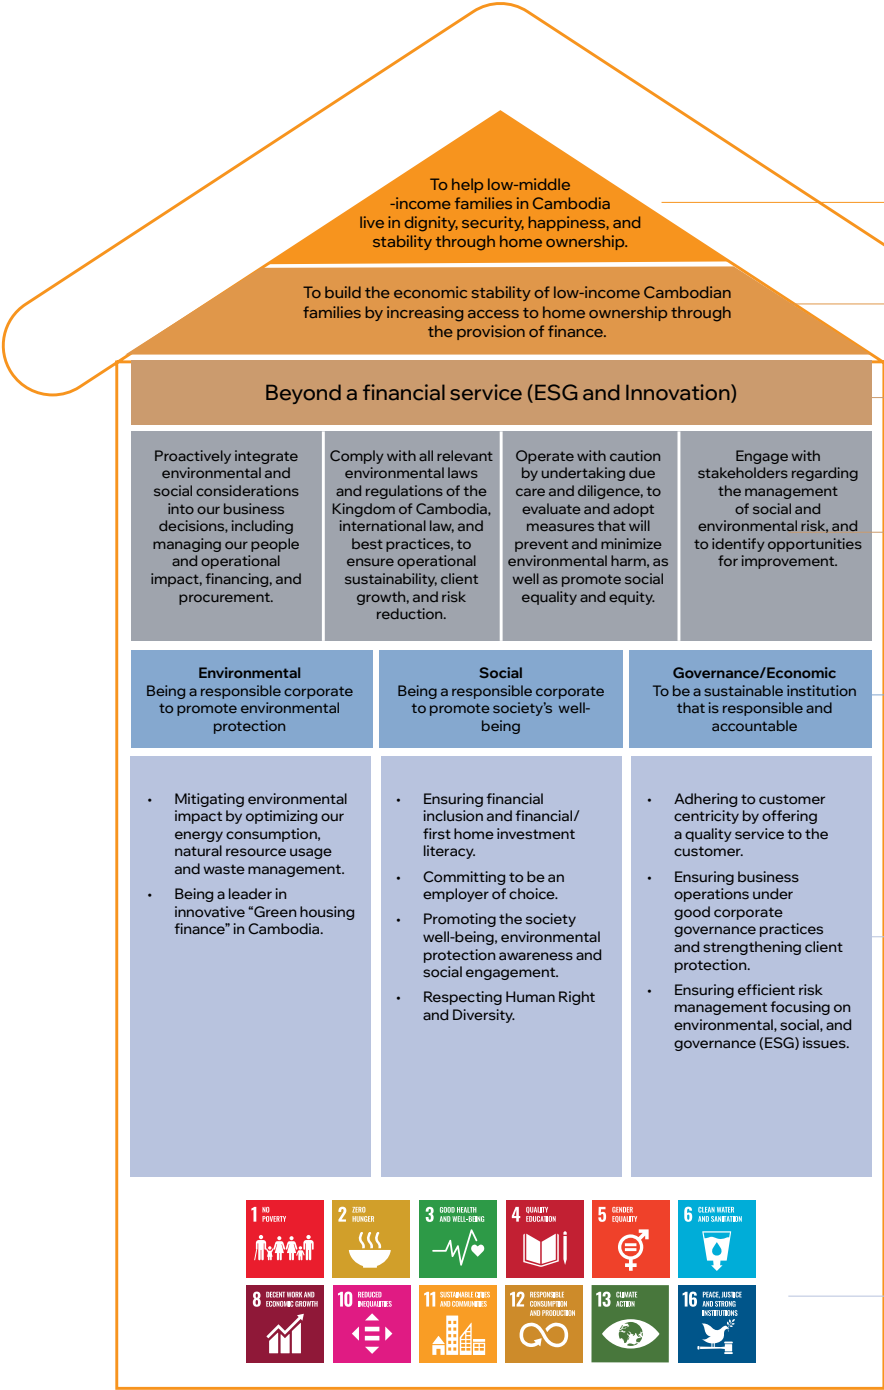 To help low-middle
-income families in Cambodia
live in dignity, security, happiness, and
stability through home ownership.
To build the economic stability of low-income Cambodian
families by increasing access to home ownership through
the provision of finance.
Beyond a financial service (ESG and Innovation)
Proactively integrate
environmental and
social considerations
into our business
decisions, including
managing our people
and operational
impact, financing, and
procurement.
Comply with all relevant
environmental laws
and regulations of the
Kingdom of Cambodia,
international law, and
best practices, to
ensure operational
sustainability, client
growth, and risk
reduction.
Operate with caution
by undertaking due
care and diligence, to
evaluate and adopt
measures that will
prevent and minimize
environmental harm, as
well as promote social
equality and equity.
Engage with
stakeholders regarding
the management
of social and
environmental risk, and
to identify opportunities
for improvement.
Environmental
Being a responsible corporate
to promote environmental
protection
Social
Being a responsible corporate
to promote society's well-
being
Governance/Economic
To be a sustainable institution
that is responsible and
accountable
• Mitigating environmental
impact by optimizing our
energy consumption,
natural resource usage
and waste management.
• Being a leader in
innovative “Green housing
finance” in Cambodia.
• Ensuring financial
inclusion and financial/
first home investment
literacy.
• Committing to be an
employer of choice.
• Promoting the society
well-being, environmental
protection awareness and
social engagement.
• Respecting Human Right
and Diversity.
• Adhering to customer
centricity by offering
a quality service to the
customer.
• Ensuring business
operations under
good corporate
governance practices
and strengthening client
protection.
• Ensuring efficient risk
management focusing on
environmental, social, and
governance (ESG) issues.
1 NO
POVERTY
2 ZERO
HUNGER
3 GOOD HEALTH
AND WELL-BEING
4 QUALITY
EDUCATION
5 GENDER
EQUALITY
6 CLEAN WATER
AND SANITATION
8 DECENT WORK AND
ECONOMIC GROWTH
10 REDUCED
INEQUALITIES
11 SUSTAINABLE CITIES
AND COMMUNITIES
12 RESPONSIBLE
CONSUMPTION
AND PRODUCTION
13 CLIMATE
ACTION
16 PEACE, JUSTICE
AND STRONG
INSTITUTIONS